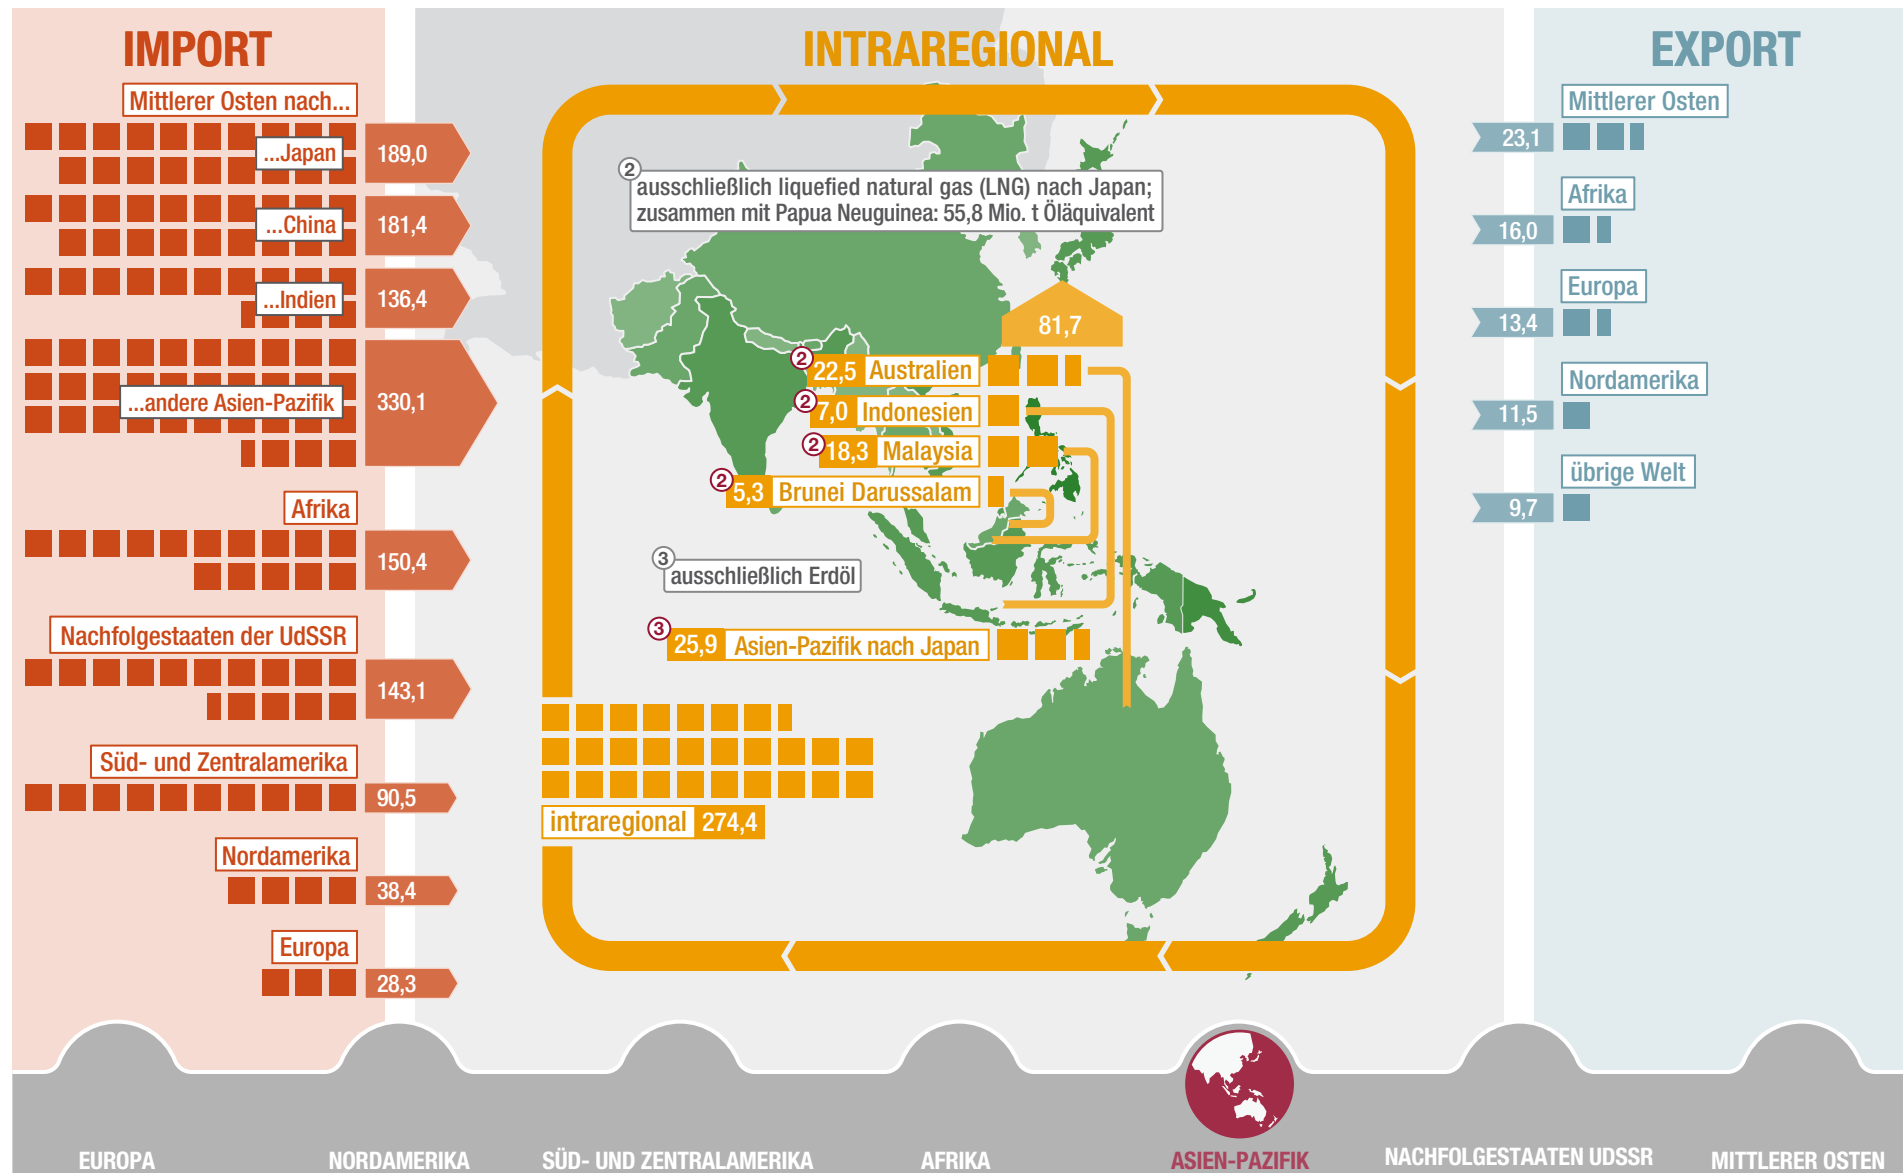 IMPORT
Mittlerer Osten nach...
...Japan
189,0
...China
181,4
...Indien
136,4
...andere Asien-Pazifik
330,1
Afrika
150,4
Nachfolgestaaten der UdSSR
143,1
Süd- und Zentralamerika
90,5
Nordamerika
38,4
Europa
28,3
INTRAREGIONAL
2
ausschließlich liquefied natural gas (LNG) nach Japan;
zusammen mit Papua Neuguinea: 55,8 Mio. t Öläquivalent
81,7
2
22,5 Australien
2
7,0 Indonesien
2
18,3 Malaysia
2
5,3 Brunei Darussalam
3
ausschließlich Erdöl
3
25,9 Asien-Pazifik nach Japan
intraregional 274,4
EXPORT
Mittlerer Osten
23,1
Afrika
16,0
Europa
13,4
Nordamerika
11,5
übrige Welt
9,7
EUROPA
NORDAMERIKA
SÜD- UND ZENTRALAMERIKA
AFRIKA
ASIEN-PAZIFIK
NACHFOLGESTAATEN UDSSR
MITTLERER OSTEN